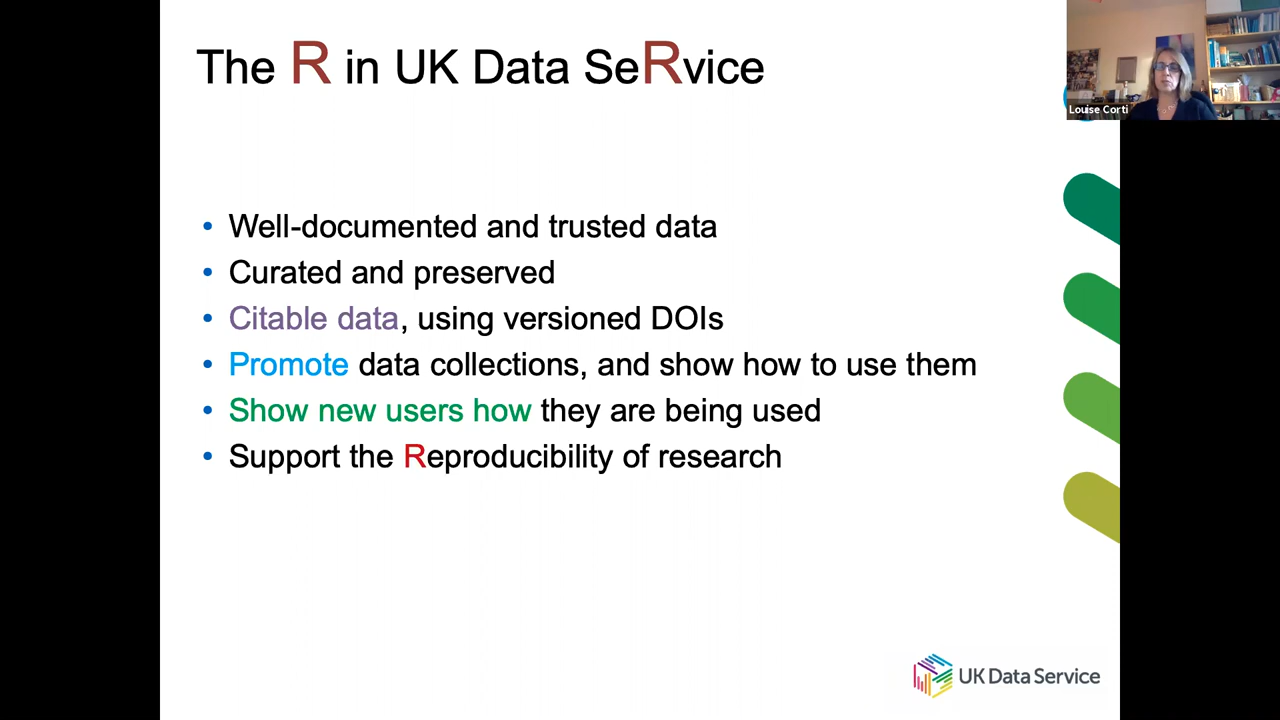 The R in UK Data SeRvice
Louise Corti
• Well-documented and trusted data
• Curated and preserved
• Citable data, using versioned DOIs
• Promote data collections, and show how to use them
• Show new users how they are being used
• Support the Reproducibility of research
UK Data Service